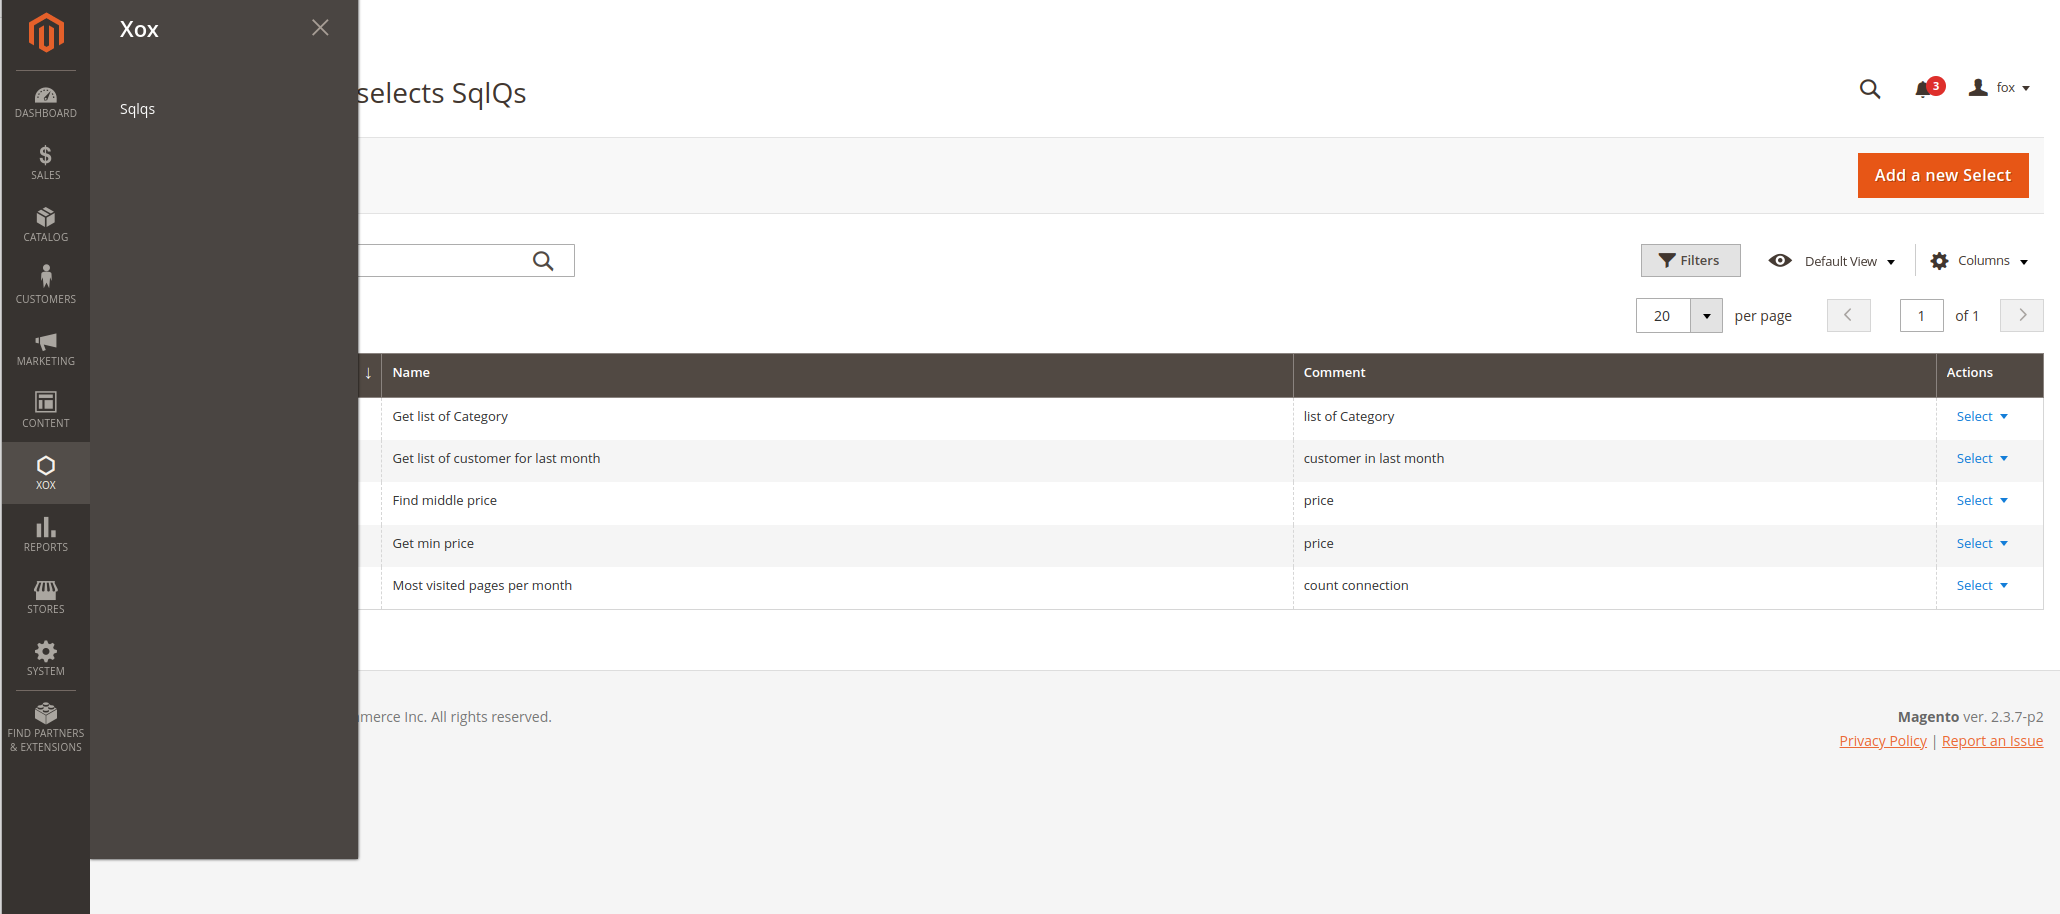 Xox
Sqlqs
DASHBOARD
SALES
CATALOG
CUSTOMERS
MARKETING
CONTENT
XOX
REPORTS
STORES
SYSTEM
FIND PARTNERS
& EXTENSIONS
selects SqlQs
3
fox
Add a new Select
Filters
Default View
Columns
20
per page
1
of 1
↓ Name Comment Actions
Get list of Category list of Category Select
Get list of customer for last month customer in last month Select
Find middle price price Select
Get min price price Select
Most visited pages per month count connection Select
merce Inc. All rights reserved.
Magento ver. 2.3.7-p2
Privacy Policy | Report an Issue